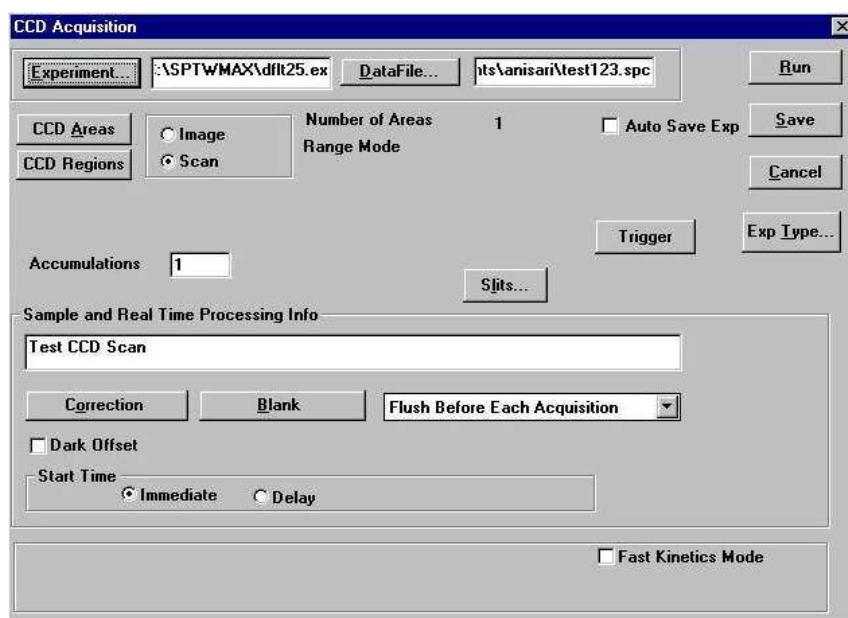 CCD Acquisition
Experiment... :\SPTWMAX\dflt25.ex DataFile... nts\anisari\test123.spc Run
CCD Areas Image Number of Areas 1 Auto Save Exp Save
CCD Regions Scan Range Mode
Cancel
Trigger Exp Type...
Accumulations 1
Slits...
Sample and Real Time Processing Info
Test CCD Scan
Correction Blank Flush Before Each Acquisition
Dark Offset
Start Time
Immediate Delay
Fast Kinetics Mode